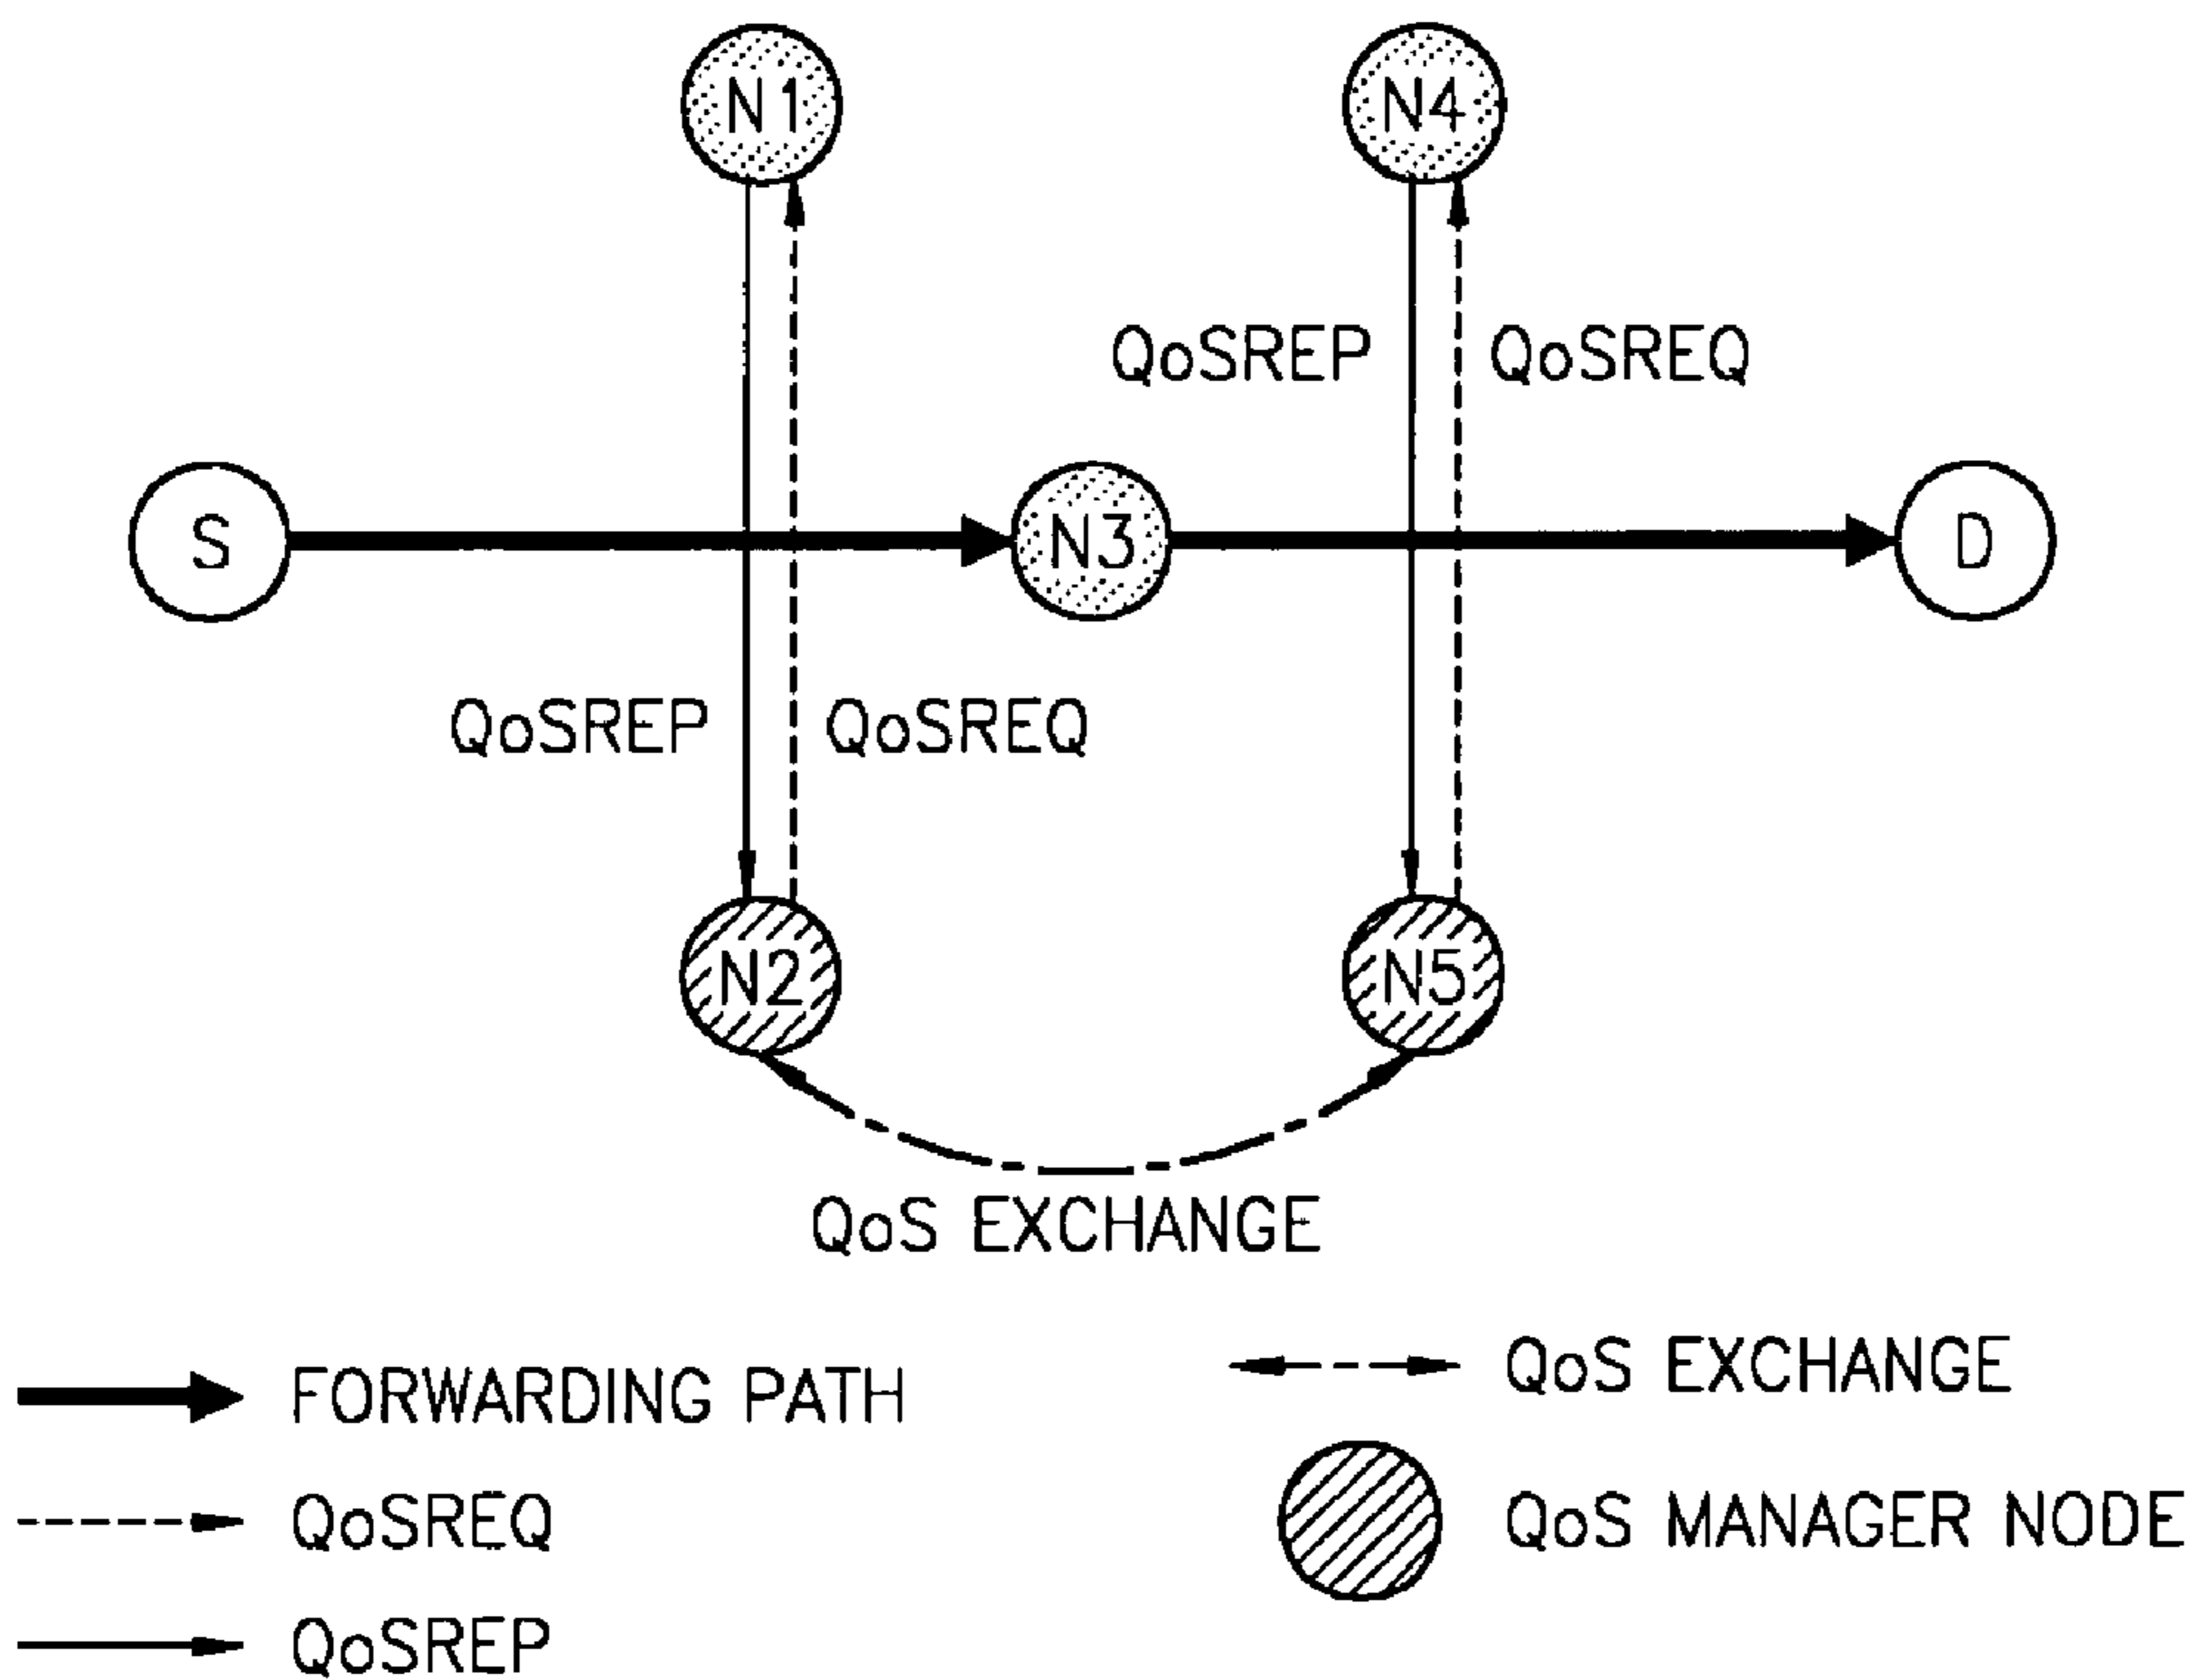 N1 N4
QoSREP QoSREQ
S N3 D
QoSREP QoSREQ
N2 N5
QoS EXCHANGE
FORWARDING PATH
QoSREQ
QoSREP
QoS EXCHANGE
QoS MANAGER NODE